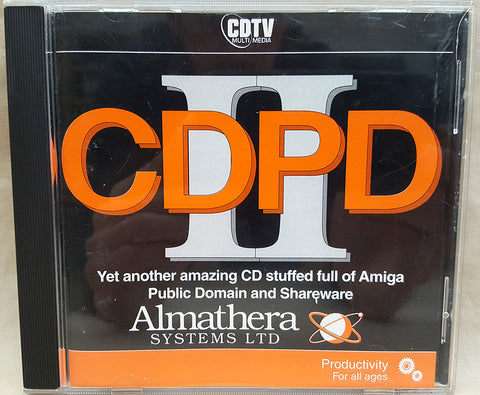 CDTV
MULTI MEDIA
II
CDPD
Yet another amazing CD stuffed full of Amiga
Public Domain and Shareware
Almathera
SYSTEMS LTD
Productivity
For all ages